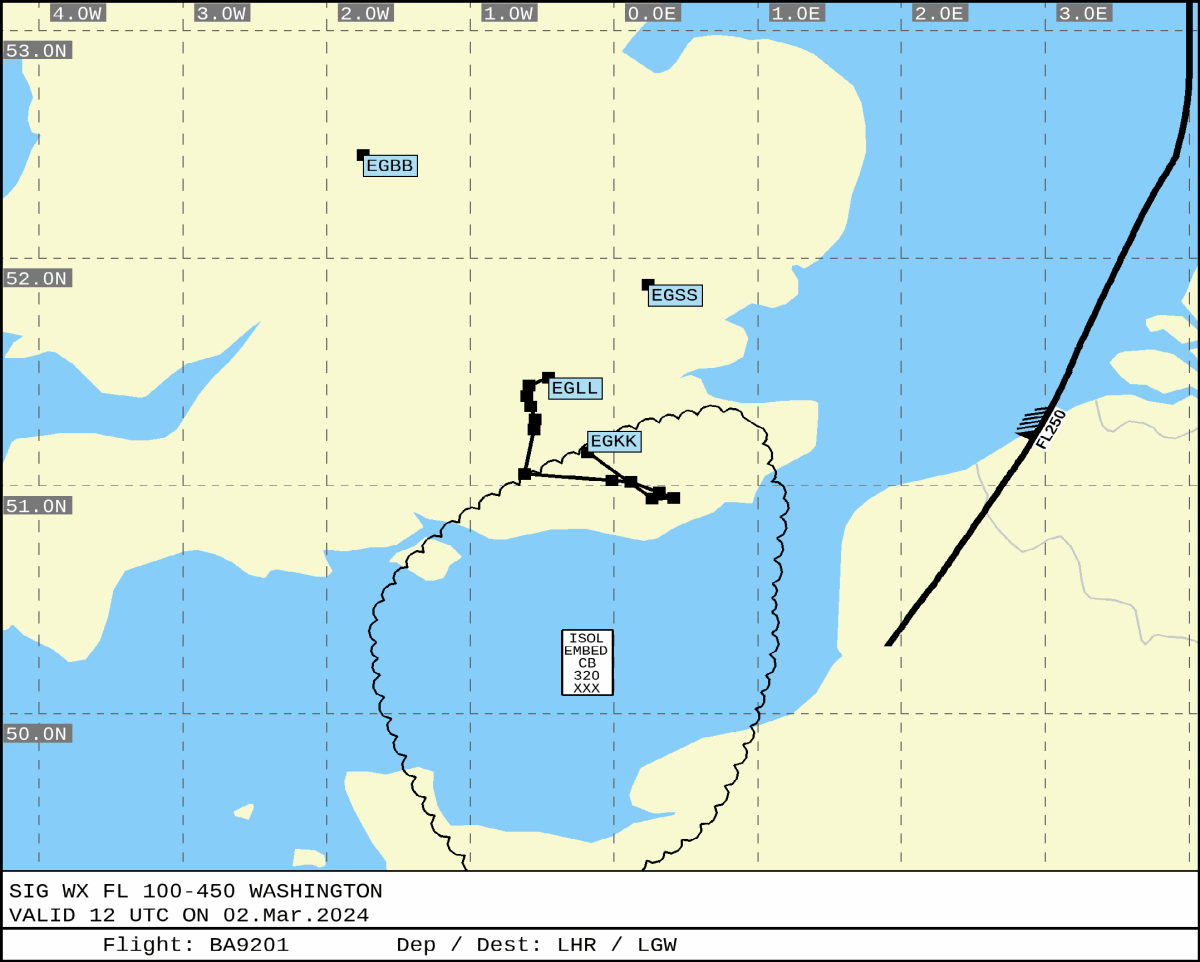 4.0W 3.0W 2.0W 1.0W 0.0E 1.0E 2.0E 3.0E
53.0N
EGBB
52.0N
EGSS
EGLL
FL250
EGKK
51.0N
ISOL
EMBED
CB
320
XXX
50.0N
SIG WX FL 100-450 WASHINGTON
VALID 12 UTC ON 02.Mar.2024
Flight: BA9201 Dep / Dest: LHR / LGW